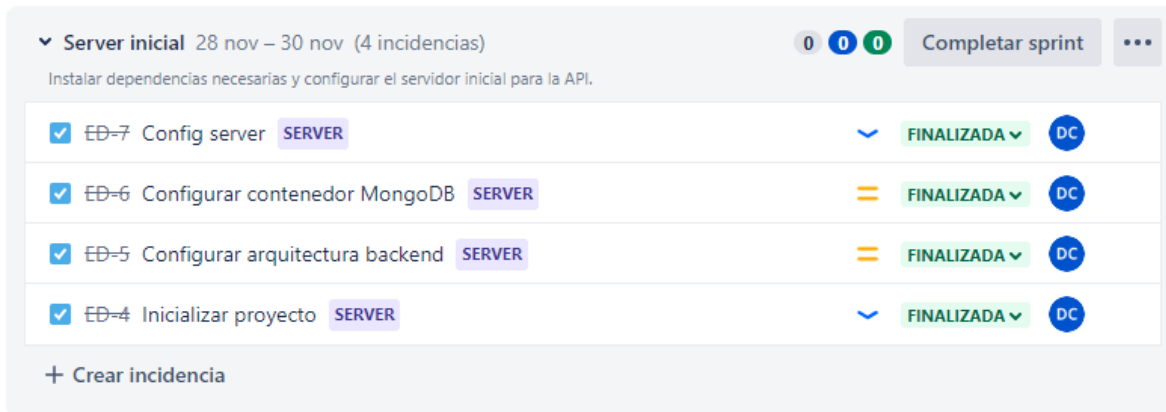 Server inicial 28 nov – 30 nov (4 incidencias) 0 0 0 Completar sprint
Instalar dependencias necesarias y configurar el servidor inicial para la API.
ED-7 Config server SERVER FINALIZADA DC
ED-6 Configurar contenedor MongoDB SERVER FINALIZADA DC
ED-5 Configurar arquitectura backend SERVER FINALIZADA DC
ED-4 Inicializar proyecto SERVER FINALIZADA DC
+ Crear incidencia